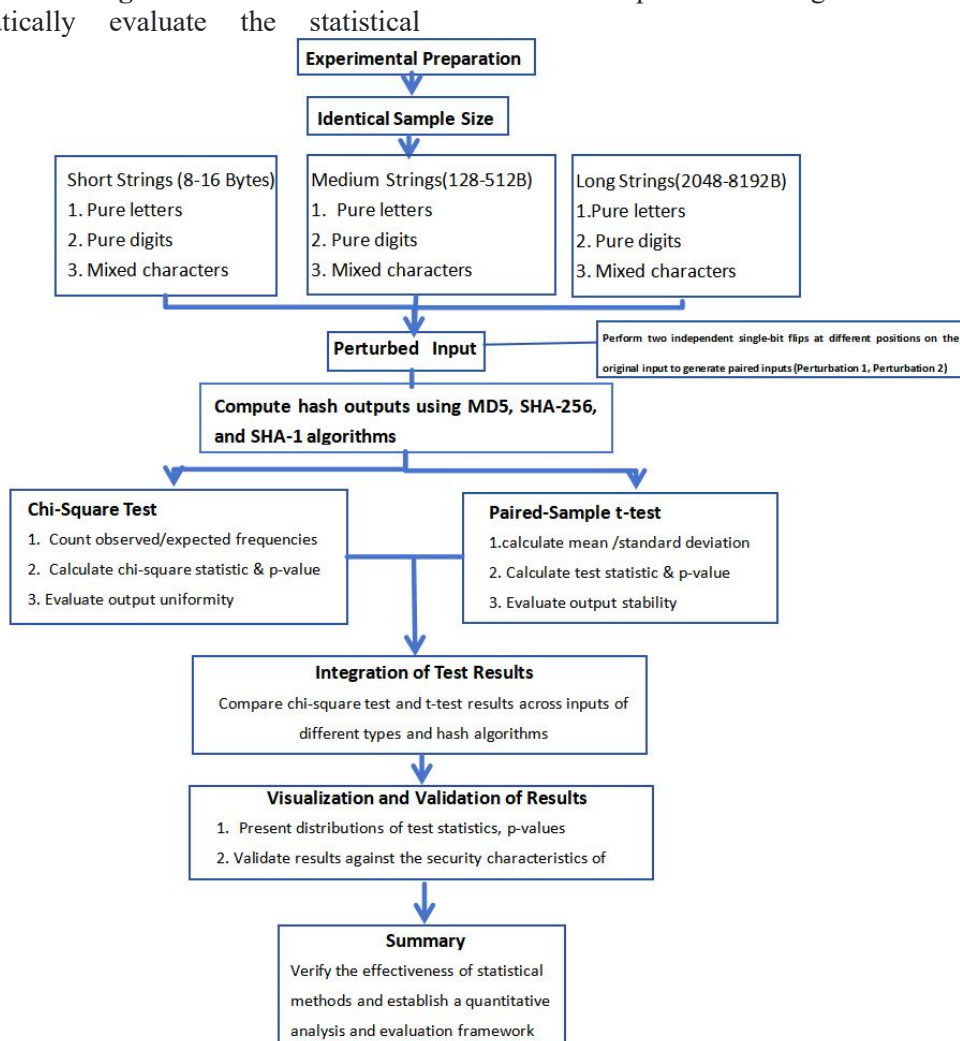 atically evaluate the statistical
Experimental Preparation
Identical Sample Size
Short Strings (8-16 Bytes)
1. Pure letters
2. Pure digits
3. Mixed characters
Medium Strings(128-512B)
1. Pure letters
2. Pure digits
3. Mixed characters
Long Strings(2048-8192B)
1.Pure letters
2. Pure digits
3. Mixed characters
Perturbed Input
Perform two independent single-bit flips at different positions on the
original input to generate paired inputs (Perturbation 1, Perturbation 2)
Compute hash outputs using MD5, SHA-256,
and SHA-1 algorithms
Chi-Square Test
1. Count observed/expected frequencies
2. Calculate chi-square statistic & p-value
3. Evaluate output uniformity
Paired-Sample t-test
1.calculate mean /standard deviation
2. Calculate test statistic & p-value
3. Evaluate output stability
Integration of Test Results
Compare chi-square test and t-test results across inputs of
different types and hash algorithms
Visualization and Validation of Results
1. Present distributions of test statistics, p-values
2. Validate results against the security characteristics of
Summary
Verify the effectiveness of statistical
methods and establish a quantitative
analysis and evaluation framework